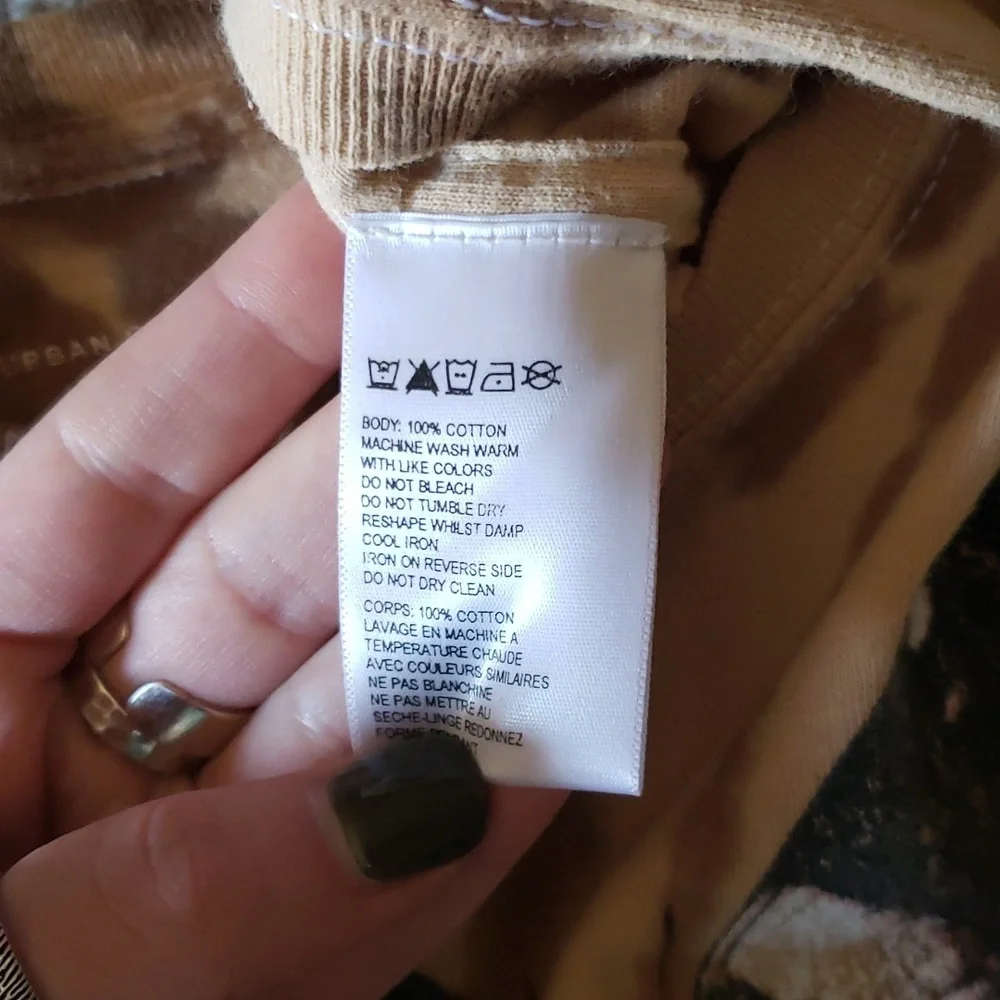 BODY: 100% COTTON
MACHINE WASH WARM
WITH LIKE COLORS
DO NOT BLEACH
DO NOT TUMBLE DRY
RESHAPE WHILST DAMP
COOL IRON
IRON ON REVERSE SIDE
DO NOT DRY CLEAN
CORPS: 100% COTTON
LAVAGE EN MACHINE A
TEMPERATURE CHAUDE
AVEC COULEURS SIMILAIRES
NE PAS BLANCHINE
NE PAS METTRE AU
SECHE-LINGE REDONNEZ
FORME